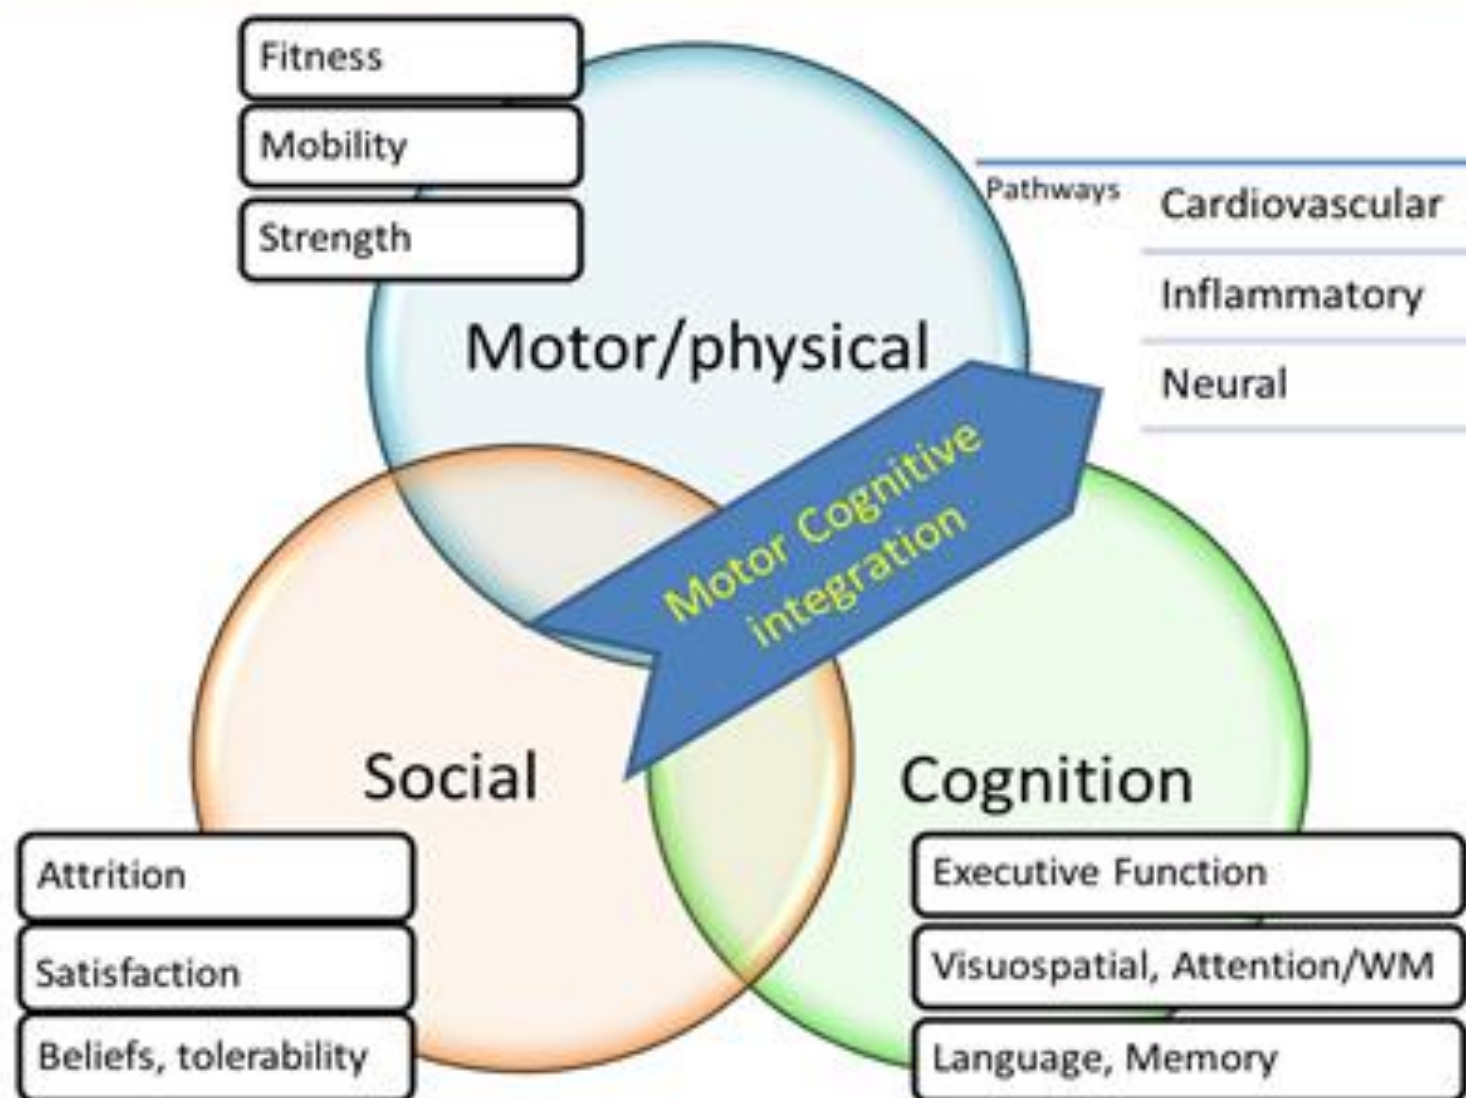 Fitness
Mobility
Strength
Pathways
Cardiovascular
Inflammatory
Neural
Motor/physical
Motor Cognitive
integration
Social
Cognition
Attrition
Satisfaction
Beliefs, tolerability
Executive Function
Visuospatial, Attention/WM
Language, Memory